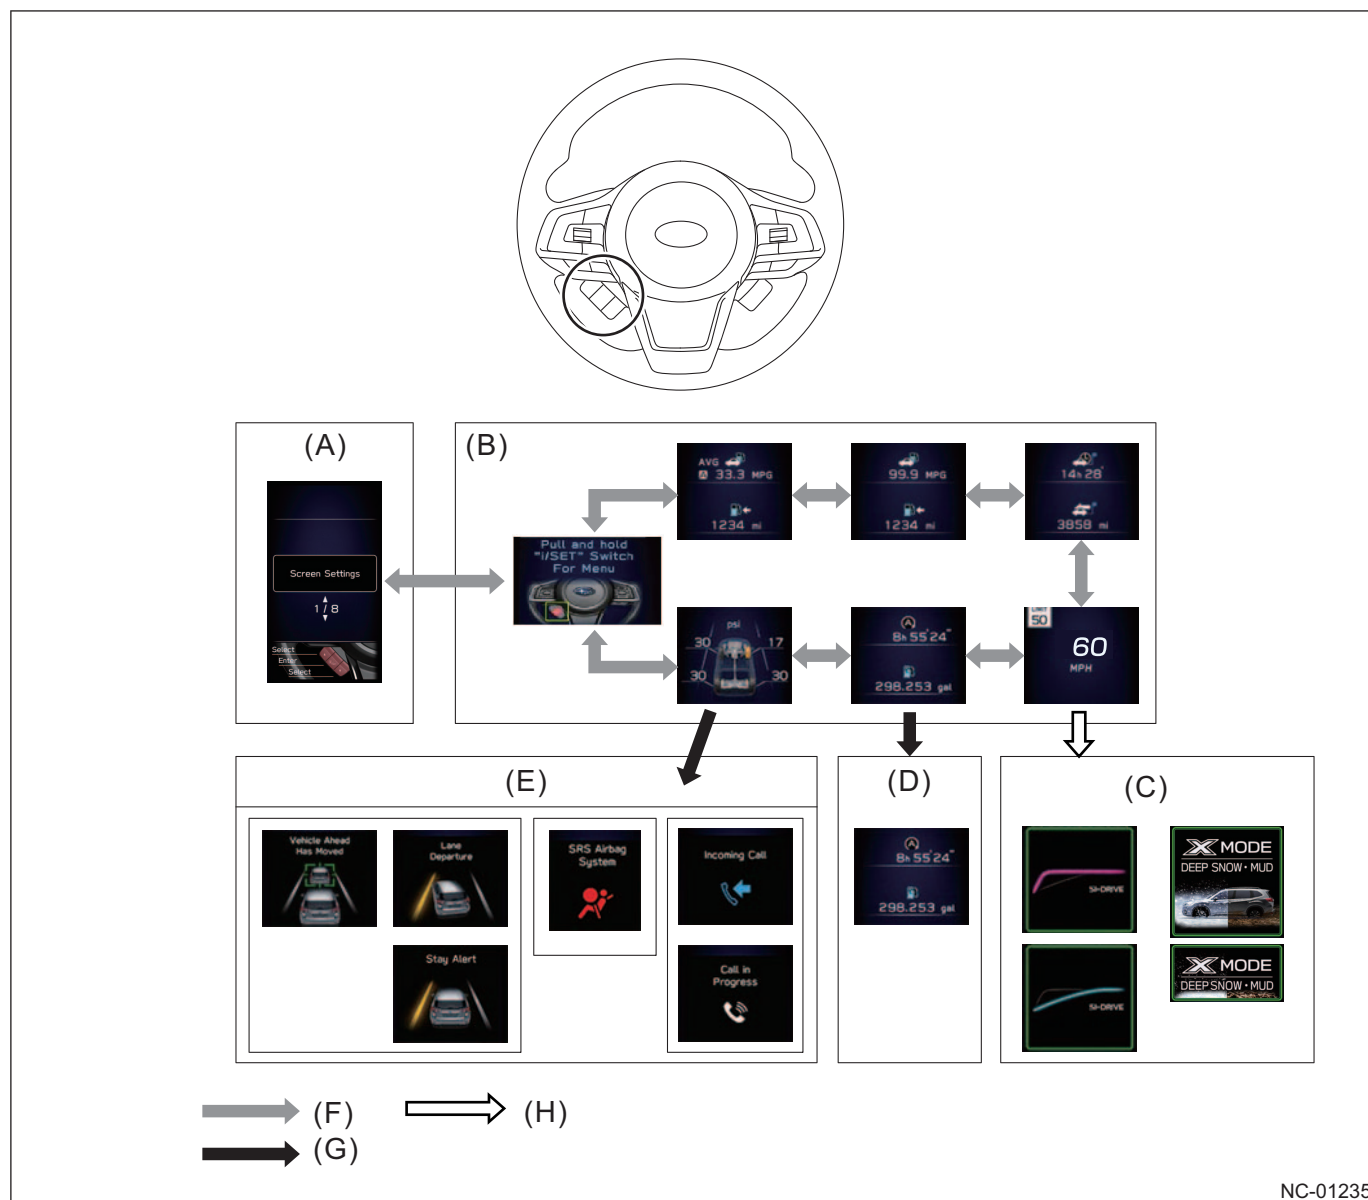 (A)
Screen Settings
1 / 8
Select
Enter
Select
(B)
AVG
A 33.3 MPG
1234 mi
99.9 MPG
1234 mi
14h 28'
3858 mi
Pull and hold
"i/SET" Switch
For Menu
psi
30 17
30 30
A
8h 55'24"
298.253 gal
LIMIT
50
60
MPH
(E)
Vehicle Ahead
Has Moved
Lane
Departure
Stay Alert
SRS Airbag
System
Incoming Call
Call in
Progress
(D)
A
8h 55'24"
298.253 gal
(C)
SI-DRIVE
SI-DRIVE
X MODE
DEEP SNOW・MUD
X MODE
DEEP SNOW・MUD
(F)
(H)
(G)
NC-01235